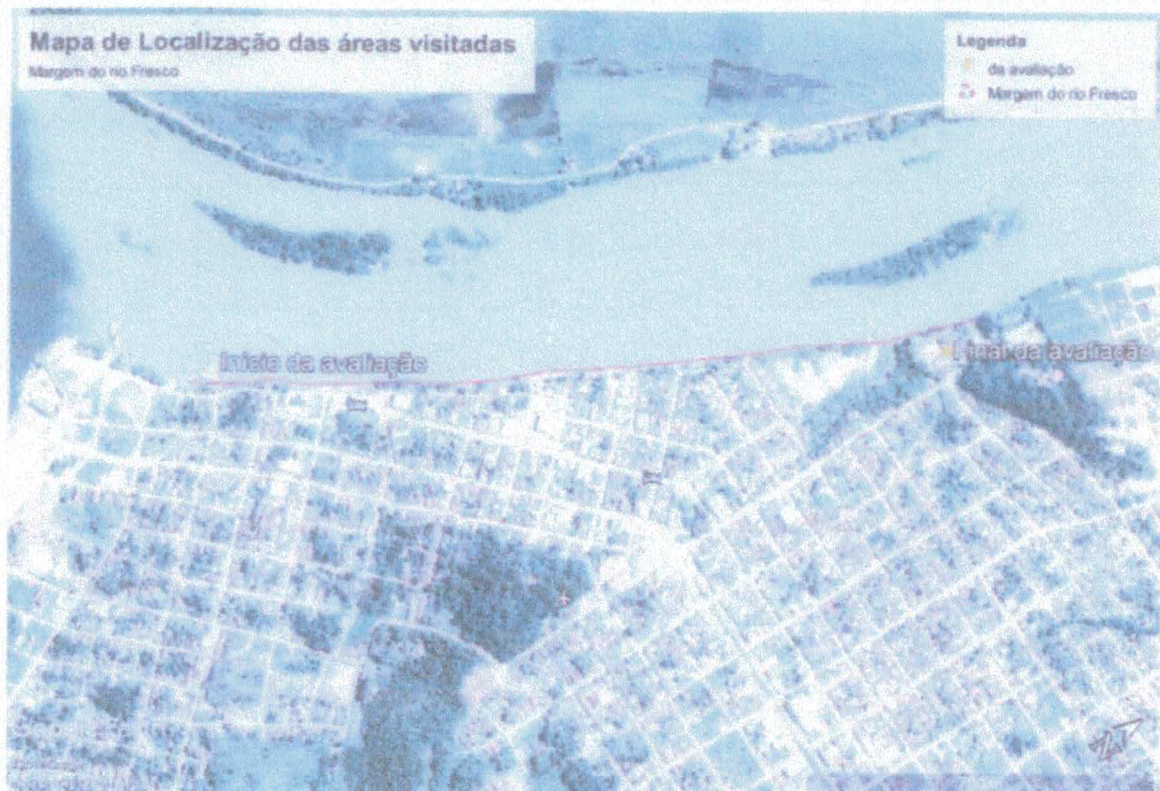 Mapa de Localização das áreas visitadas
Margem do rio Fresco
Legenda
da avaliação
Margem do rio Fresco
Início da avaliação
Final da avaliação